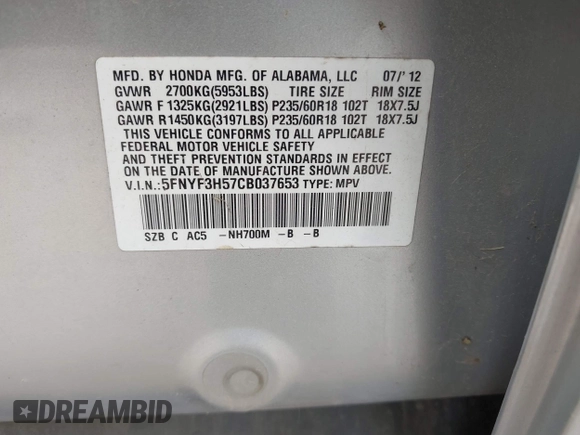 MFD. BY HONDA MFG. OF ALABAMA, LLC 07/'12
GVWR 2700KG(5953LBS) TIRE SIZE RIM SIZE
GAWR F 1325KG(2921LBS) P235/60R18 102T 18X7.5J
GAWR R1450KG(3197LBS) P235/60R18 102T 18X7.5J
THIS VEHICLE CONFORMS TO ALL APPLICABLE
FEDERAL MOTOR VEHICLE SAFETY
AND THEFT PREVENTION STANDARDS IN EFFECT
ON THE DATE OF MANUFACTURE SHOWN ABOVE.
V.I.N.:5FNYF3H57CB037653 TYPE: MPV
SZB C AC5 -NH700M -B -B
DREAMBID